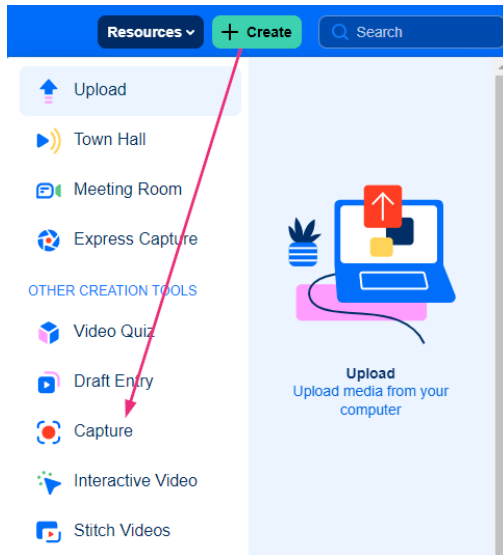 Resources
+ Create
Search
Upload
Town Hall
Meeting Room
Express Capture
OTHER CREATION TOOLS
Video Quiz
Draft Entry
Capture
Interactive Video
Stitch Videos
Upload
Upload media from your
computer